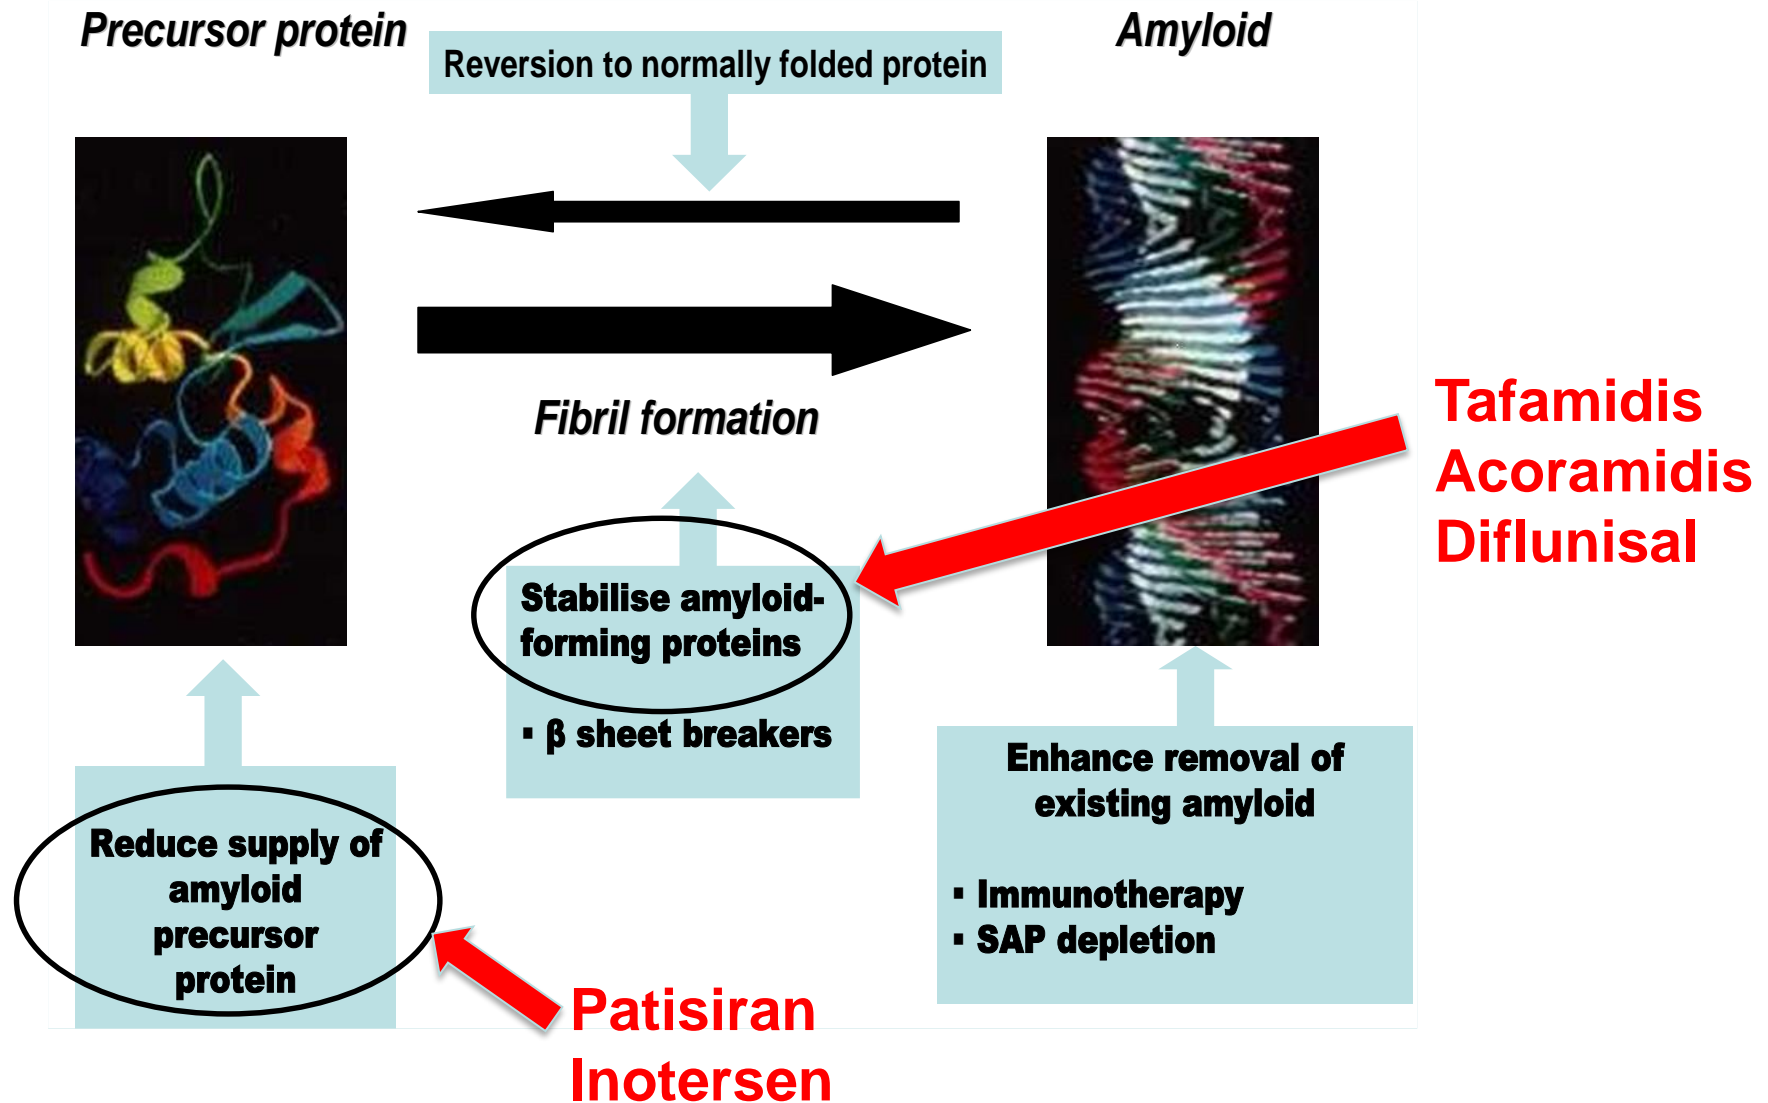 Precursor protein
Amyloid
Reversion to normally folded protein
Fibril formation
Tafamidis
Acoramidis
Diflunisal
Stabilise amyloid-
forming proteins
▪ β sheet breakers
Reduce supply of
amyloid
precursor
protein
Enhance removal of
existing amyloid
▪ Immunotherapy
▪ SAP depletion
Patisiran
Inotersen